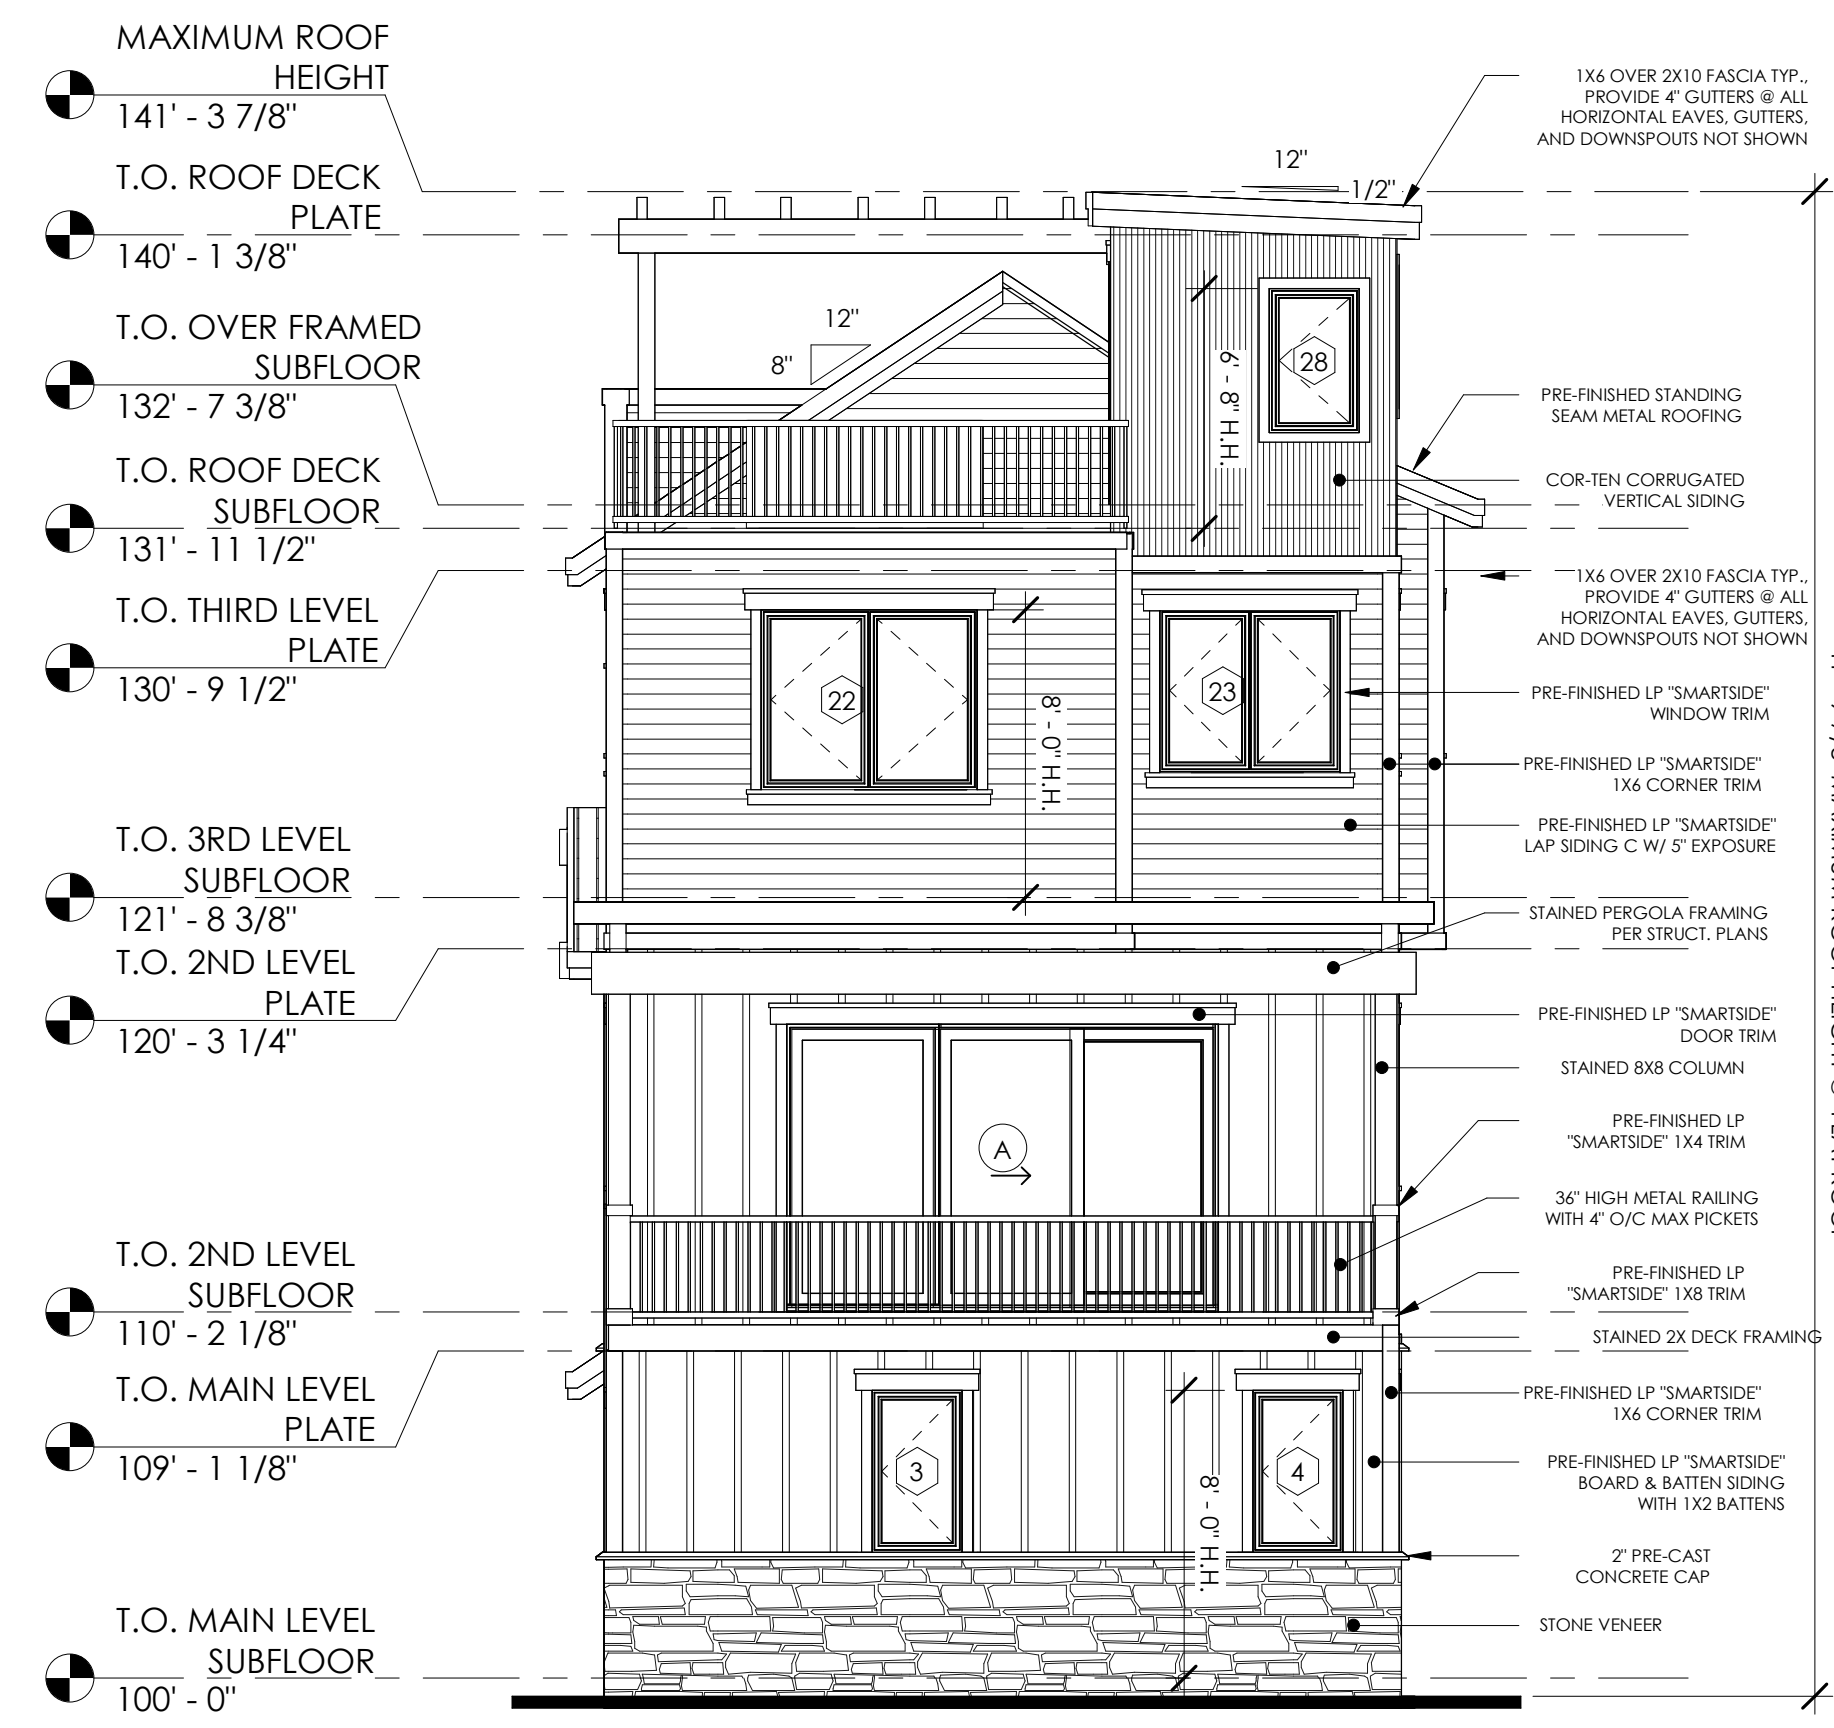 MAXIMUM ROOF
HEIGHT
141' - 3 7/8"
T.O. ROOF DECK
PLATE
140' - 1 3/8"
T.O. OVER FRAMED
SUBFLOOR
132' - 7 3/8"
T.O. ROOF DECK
SUBFLOOR
131' - 11 1/2"
T.O. THIRD LEVEL
PLATE
130' - 9 1/2"
T.O. 3RD LEVEL
SUBFLOOR
121' - 8 3/8"
T.O. 2ND LEVEL
PLATE
120' - 3 1/4"
T.O. 2ND LEVEL
SUBFLOOR
110' - 2 1/8"
T.O. MAIN LEVEL
PLATE
109' - 1 1/8"
T.O. MAIN LEVEL
SUBFLOOR
100' - 0"
12"
1/2"
12"
8"
28
9' - 8" H.H.
22
23
8' - 0" H.H.
A
3
4
8' - 0" H.H.
1X6 OVER 2X10 FASCIA TYP.,
PROVIDE 4" GUTTERS @ ALL
HORIZONTAL EAVES, GUTTERS,
AND DOWNSPOUTS NOT SHOWN
PRE-FINISHED STANDING
SEAM METAL ROOFING
COR-TEN CORRUGATED
VERTICAL SIDING
1X6 OVER 2X10 FASCIA TYP.,
PROVIDE 4" GUTTERS @ ALL
HORIZONTAL EAVES, GUTTERS,
AND DOWNSPOUTS NOT SHOWN
PRE-FINISHED LP "SMARTSIDE"
WINDOW TRIM
PRE-FINISHED LP "SMARTSIDE"
1X6 CORNER TRIM
PRE-FINISHED LP "SMARTSIDE"
LAP SIDING C W/ 5" EXPOSURE
STAINED PERGOLA FRAMING
PER STRUCT. PLANS
PRE-FINISHED LP "SMARTSIDE"
DOOR TRIM
STAINED 8X8 COLUMN
PRE-FINISHED LP
"SMARTSIDE" 1X4 TRIM
36" HIGH METAL RAILING
WITH 4" O/C MAX PICKETS
PRE-FINISHED LP
"SMARTSIDE" 1X8 TRIM
STAINED 2X DECK FRAMING
PRE-FINISHED LP "SMARTSIDE"
1X6 CORNER TRIM
PRE-FINISHED LP "SMARTSIDE"
BOARD & BATTEN SIDING
WITH 1X2 BATTENS
2" PRE-CAST
CONCRETE CAP
STONE VENEER